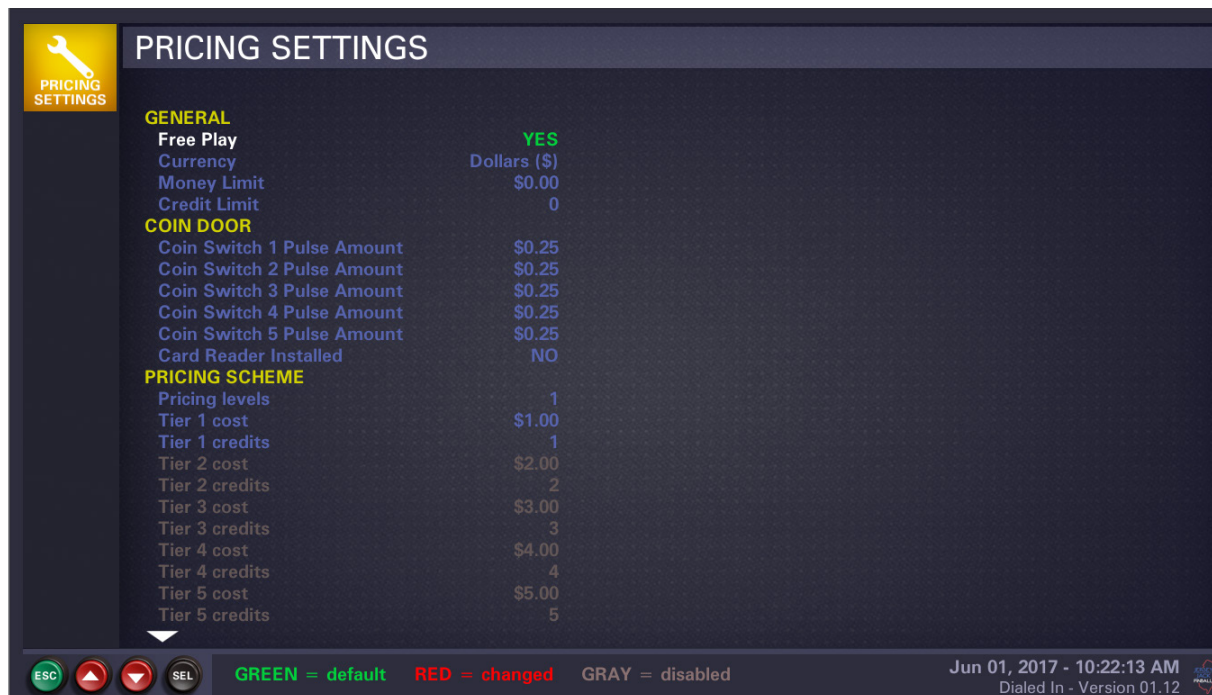 PRICING SETTINGS
PRICING
SETTINGS
GENERAL
Free Play YES
Currency Dollars ($)
Money Limit $0.00
Credit Limit 0
COIN DOOR
Coin Switch 1 Pulse Amount $0.25
Coin Switch 2 Pulse Amount $0.25
Coin Switch 3 Pulse Amount $0.25
Coin Switch 4 Pulse Amount $0.25
Coin Switch 5 Pulse Amount $0.25
Card Reader Installed NO
PRICING SCHEME
Pricing levels 1
Tier 1 cost $1.00
Tier 1 credits 1
Tier 2 cost $2.00
Tier 2 credits 2
Tier 3 cost $3.00
Tier 3 credits 3
Tier 4 cost $4.00
Tier 4 credits 4
Tier 5 cost $5.00
Tier 5 credits 5
ESC SEL GREEN = default RED = changed GRAY = disabled
Jun 01, 2017 - 10:22:13 AM
Dialed In - Version 01.12